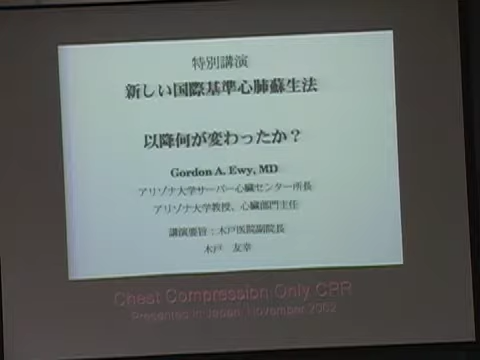 特別講演
新しい国際基準心肺蘇生法
以降何が変わったか？
Gordon A. Ewy, MD
アリゾナ大学サーバー心臓センター所長
アリゾナ大学教授、心臓部門主任
講演要旨：木戸医院副院長
木戸 友幸
Chest Compression Only CPR
Presented in Japan, November 2002